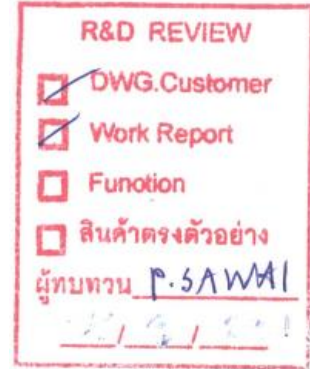 R&D REVIEW
DWG.Customer
Work Report
Funotion
สินค้าตรงตัวอย่าง
ผู้ทบทวน P.SAWAI